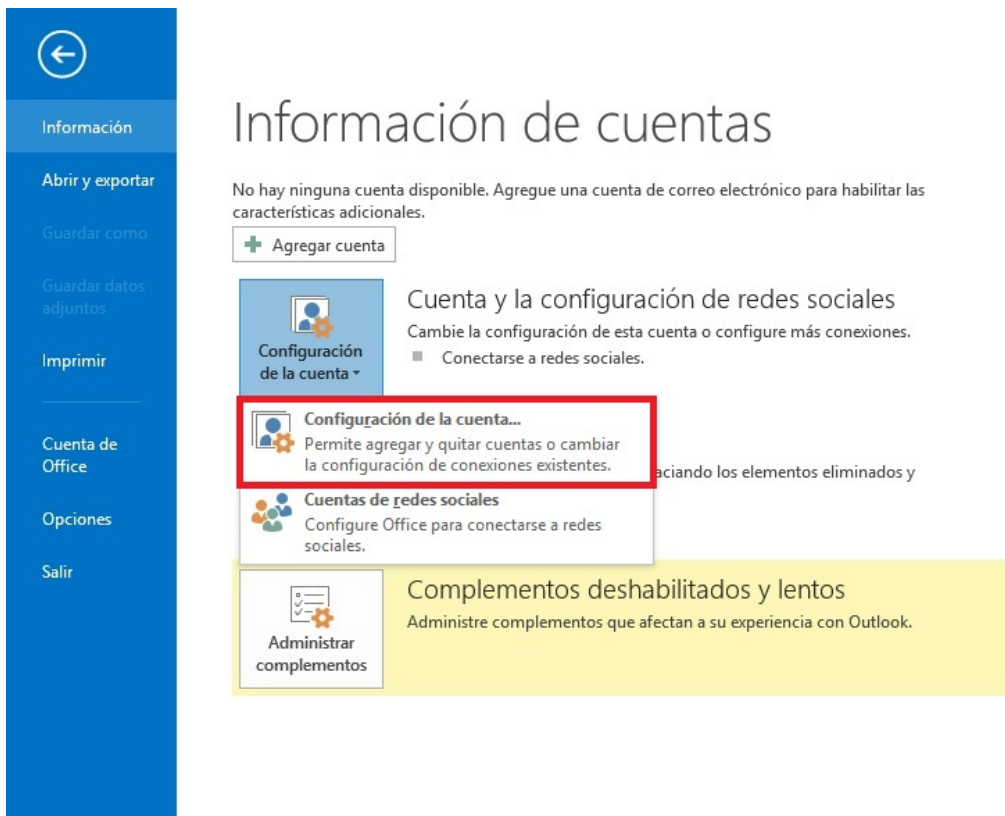 Información
Abrir y exportar
Guardar como
Guardar datos
adjuntos
Imprimir
Cuenta de
Office
Opciones
Salir
Información de cuentas
No hay ninguna cuenta disponible. Agregue una cuenta de correo electrónico para habilitar las
características adicionales.
Agregar cuenta
Configuración
de la cuenta
Cuenta y la configuración de redes sociales
Cambie la configuración de esta cuenta o configure más conexiones.
Conectarse a redes sociales.
Configuración de la cuenta...
Permite agregar y quitar cuentas o cambiar
la configuración de conexiones existentes.
aciando los elementos eliminados y
Cuentas de redes sociales
Configure Office para conectarse a redes
sociales.
Administrar
complementos
Complementos deshabilitados y lentos
Administre complementos que afectan a su experiencia con Outlook.